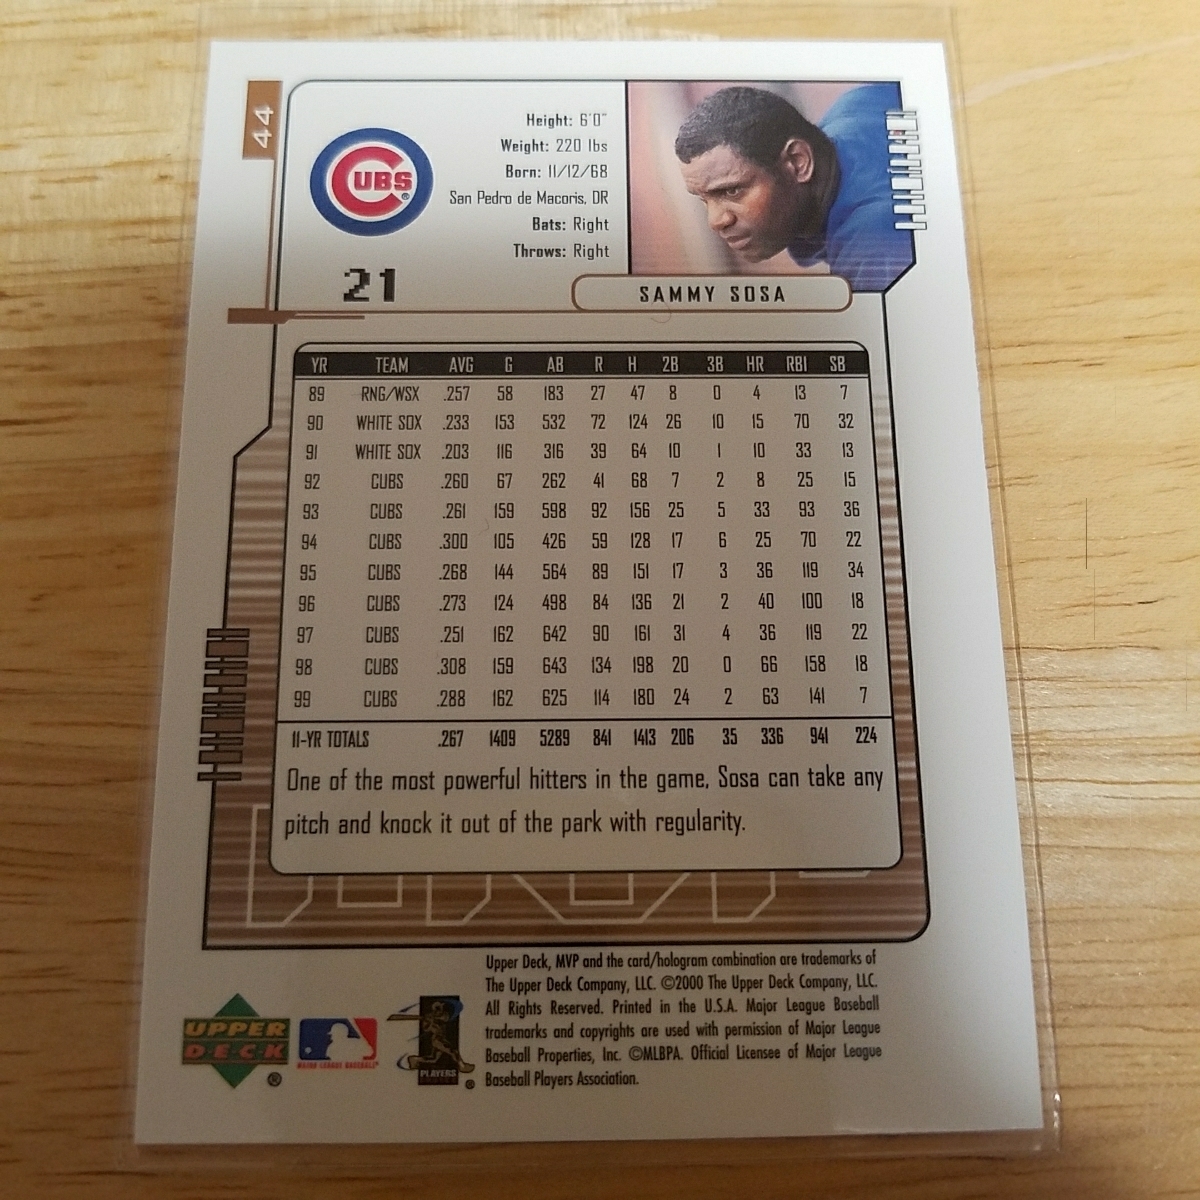 44
CUBS®
Height: 6'0"
Weight: 220 lbs
Born: 11/12/68
San Pedro de Macoris, DR
Bats: Right
Throws: Right
21
SAMMY SOSA
YR TEAM AVG G AB R H 2B 3B HR RBI SB
89 RNG/WSX .257 58 183 27 47 8 0 4 13 7
90 WHITE SOX .233 153 532 72 124 26 10 15 70 32
91 WHITE SOX .203 116 316 39 64 10 1 10 33 13
92 CUBS .260 67 262 41 68 7 2 8 25 15
93 CUBS .261 159 598 92 156 25 5 33 93 36
94 CUBS .300 105 426 59 128 17 6 25 70 22
95 CUBS .268 144 564 89 151 17 3 36 119 34
96 CUBS .273 124 498 84 136 21 2 40 100 18
97 CUBS .251 162 642 90 161 31 4 36 119 22
98 CUBS .308 159 643 134 198 20 0 66 158 18
99 CUBS .288 162 625 114 180 24 2 63 141 7
11-YR TOTALS .267 1409 5289 841 1413 206 35 336 941 224
One of the most powerful hitters in the game, Sosa can take any
pitch and knock it out of the park with regularity.
Upper Deck, MVP and the card/hologram combination are trademarks of
The Upper Deck Company, LLC. ©2000 The Upper Deck Company, LLC.
All Rights Reserved. Printed in the U.S.A. Major League Baseball
trademarks and copyrights are used with permission of Major League
Baseball Properties, Inc. ©MLBPA. Official Licensee of Major League
Baseball Players Association.
UPPER
DECK®
MAJOR LEAGUE BASEBALL®
PLAYERS
CHOICE®